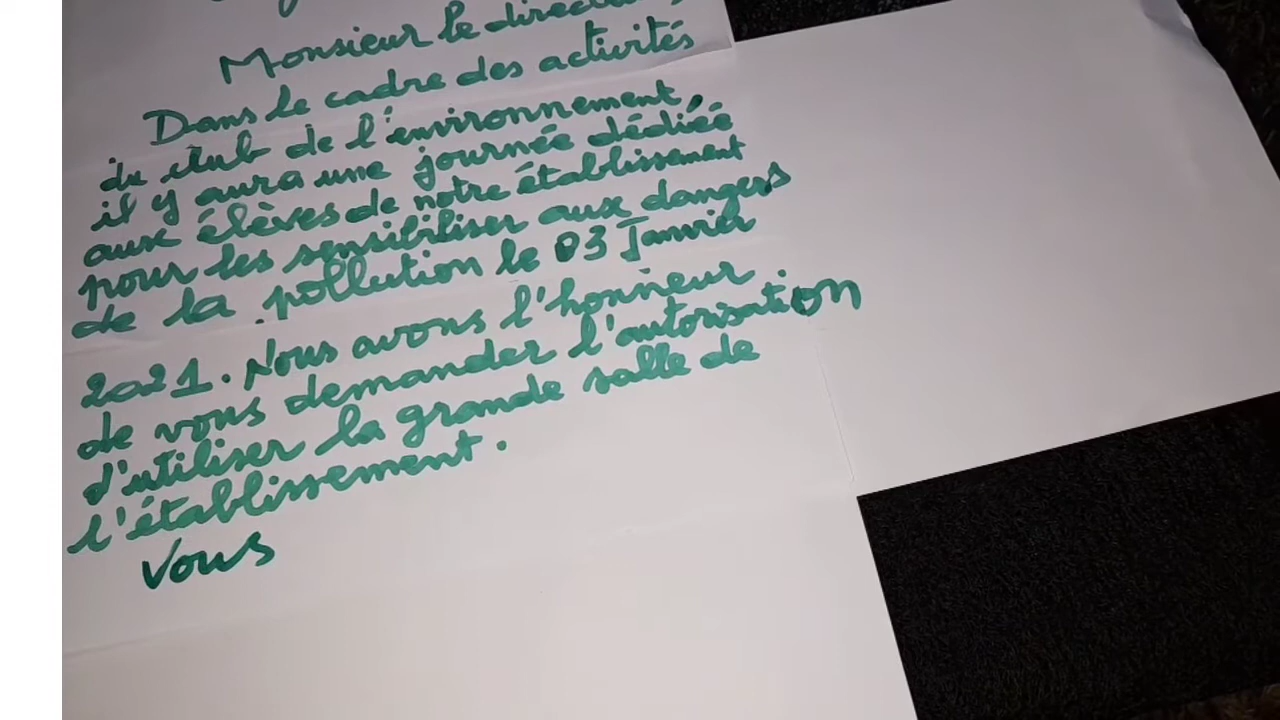 Monsieur le directeur,
Dans le cadre des activités
du club de l'environnement,
il y aura une journée dédiée
aux élèves de notre établissement
pour les sensibiliser aux dangers
de la pollution le 03 Janvier
2021. Nous avons l'honneur
de vous demander l'autorisation
d'utiliser la grande salle de
l'établissement.
Vous